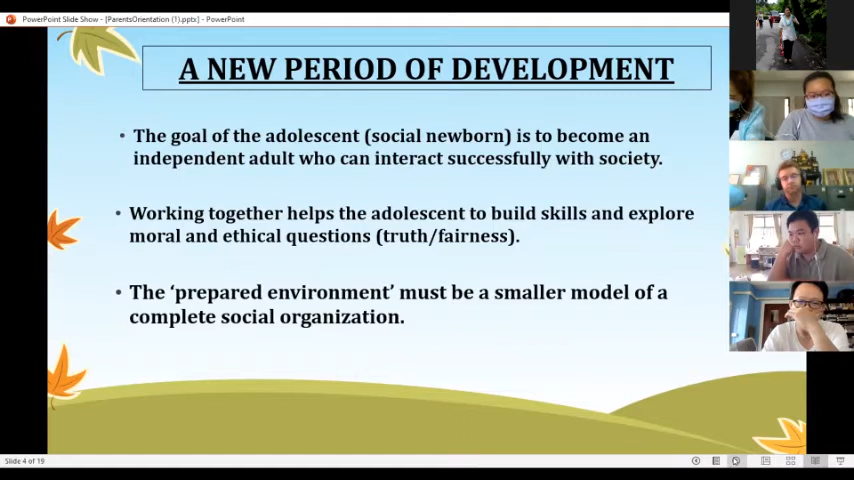 PowerPoint Slide Show - [ParentsOrientation (1).pptx] - PowerPoint
A NEW PERIOD OF DEVELOPMENT
• The goal of the adolescent (social newborn) is to become an
independent adult who can interact successfully with society.
• Working together helps the adolescent to build skills and explore
moral and ethical questions (truth/fairness).
• The ‘prepared environment’ must be a smaller model of a
complete social organization.
Slide 4 of 19